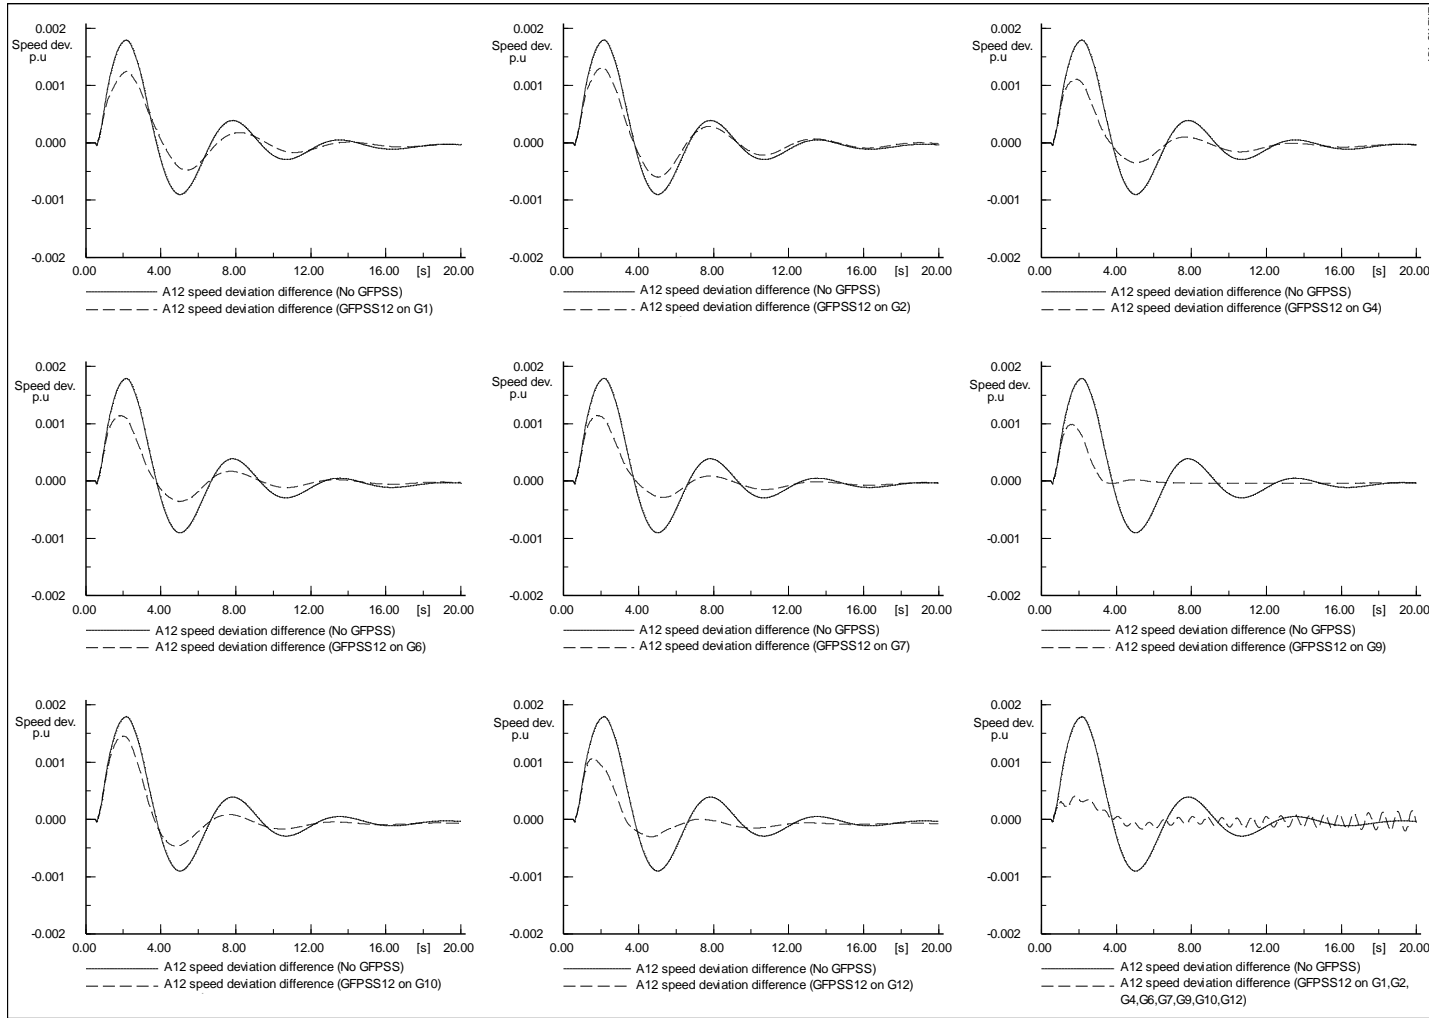 0.002
Speed dev.
p.u
0.001
0.000
-0.001
-0.002
0.00 4.00 8.00 12.00 16.00 [s] 20.00
A12 speed deviation difference (No GFPSS)
A12 speed deviation difference (GFPSS12 on G1)
0.002
Speed dev.
p.u
0.001
0.000
-0.001
-0.002
0.00 4.00 8.00 12.00 16.00 [s] 20.00
A12 speed deviation difference (No GFPSS)
A12 speed deviation difference (GFPSS12 on G2)
0.002
Speed dev.
p.u
0.001
0.000
-0.001
-0.002
0.00 4.00 8.00 12.00 16.00 [s] 20.00
A12 speed deviation difference (No GFPSS)
A12 speed deviation difference (GFPSS12 on G4)
0.002
Speed dev.
p.u
0.001
0.000
-0.001
-0.002
0.00 4.00 8.00 12.00 16.00 [s] 20.00
A12 speed deviation difference (No GFPSS)
A12 speed deviation difference (GFPSS12 on G6)
0.002
Speed dev.
p.u
0.001
0.000
-0.001
-0.002
0.00 4.00 8.00 12.00 16.00 [s] 20.00
A12 speed deviation difference (No GFPSS)
A12 speed deviation difference (GFPSS12 on G7)
0.002
Speed dev.
p.u
0.001
0.000
-0.001
-0.002
0.00 4.00 8.00 12.00 16.00 [s] 20.00
A12 speed deviation difference (No GFPSS)
A12 speed deviation difference (GFPSS12 on G9)
0.002
Speed dev.
p.u
0.001
0.000
-0.001
-0.002
0.00 4.00 8.00 12.00 16.00 [s] 20.00
A12 speed deviation difference (No GFPSS)
A12 speed deviation difference (GFPSS12 on G10)
0.002
Speed dev.
p.u
0.001
0.000
-0.001
-0.002
0.00 4.00 8.00 12.00 16.00 [s] 20.00
A12 speed deviation difference (No GFPSS)
A12 speed deviation difference (GFPSS12 on G12)
0.002
Speed dev.
p.u
0.001
0.000
-0.001
-0.002
0.00 4.00 8.00 12.00 16.00 [s] 20.00
A12 speed deviation difference (No GFPSS)
A12 speed deviation difference (GFPSS12 on G1,G2,
G4,G6,G7,G9,G10,G12)